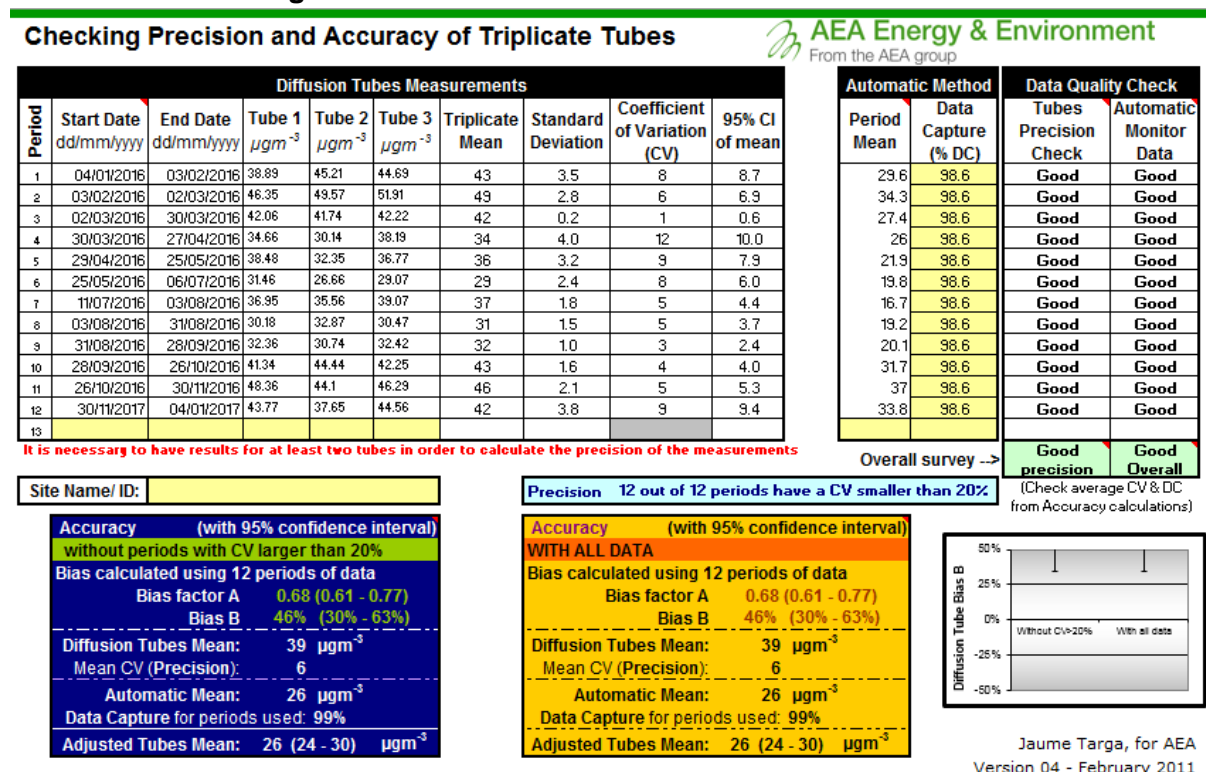 Checking Precision and Accuracy of Triplicate Tubes
AEA Energy & Environment
From the AEA group
Diffusion Tubes Measurements
Automatic Method
Data Quality Check
Period Start Date dd/mm/yyyy End Date dd/mm/yyyy Tube 1 µgm-3 Tube 2 µgm-3 Tube 3 µgm-3 Triplicate Mean Standard Deviation Coefficient of Variation (CV) 95% CI of mean Period Mean Data Capture (% DC) Tubes Precision Check Automatic Monitor Data
1 04/01/2016 03/02/2016 38.89 45.21 44.69 43 3.5 8 8.7 29.6 98.6 Good Good
2 03/02/2016 02/03/2016 46.35 49.57 51.91 49 2.8 6 6.9 34.3 98.6 Good Good
3 02/03/2016 30/03/2016 42.06 41.74 42.22 42 0.2 1 0.6 27.4 98.6 Good Good
4 30/03/2016 27/04/2016 34.66 30.14 38.19 34 4.0 12 10.0 26 98.6 Good Good
5 29/04/2016 25/05/2016 38.48 32.35 36.77 36 3.2 9 7.9 21.9 98.6 Good Good
6 25/05/2016 06/07/2016 31.46 26.66 29.07 29 2.4 8 6.0 19.8 98.6 Good Good
7 11/07/2016 03/08/2016 36.95 35.56 39.07 37 1.8 5 4.4 16.7 98.6 Good Good
8 03/08/2016 31/08/2016 30.18 32.87 30.47 31 1.5 5 3.7 19.2 98.6 Good Good
9 31/08/2016 28/09/2016 32.36 30.74 32.42 32 1.0 3 2.4 20.1 98.6 Good Good
10 28/09/2016 26/10/2016 41.34 44.44 42.25 43 1.6 4 4.0 31.7 98.6 Good Good
11 26/10/2016 30/11/2016 48.36 44.1 46.29 46 2.1 5 5.3 37 98.6 Good Good
12 30/11/2017 04/01/2017 43.77 37.65 44.56 42 3.8 9 9.4 33.8 98.6 Good Good
13
It is necessary to have results for at least two tubes in order to calculate the precision of the measurements
Overall survey --> Good precision Good Overall
(Check average CV & DC from Accuracy calculations)
Site Name/ ID:
Precision 12 out of 12 periods have a CV smaller than 20%
Accuracy (with 95% confidence interval)
without periods with CV larger than 20%
Bias calculated using 12 periods of data
Bias factor A 0.68 (0.61 - 0.77)
Bias B 46% (30% - 63%)
Diffusion Tubes Mean: 39 µgm-3
Mean CV (Precision): 6
Automatic Mean: 26 µgm-3
Data Capture for periods used: 99%
Adjusted Tubes Mean: 26 (24 - 30) µgm-3
Accuracy (with 95% confidence interval)
WITH ALL DATA
Bias calculated using 12 periods of data
Bias factor A 0.68 (0.61 - 0.77)
Bias B 46% (30% - 63%)
Diffusion Tubes Mean: 39 µgm-3
Mean CV (Precision): 6
Automatic Mean: 26 µgm-3
Data Capture for periods used: 99%
Adjusted Tubes Mean: 26 (24 - 30) µgm-3
Diffusion Tube Bias B
50%
25%
0%
-25%
-50%
Without CV>20% With all data
Jaume Targa, for AEA
Version 04 - February 2011